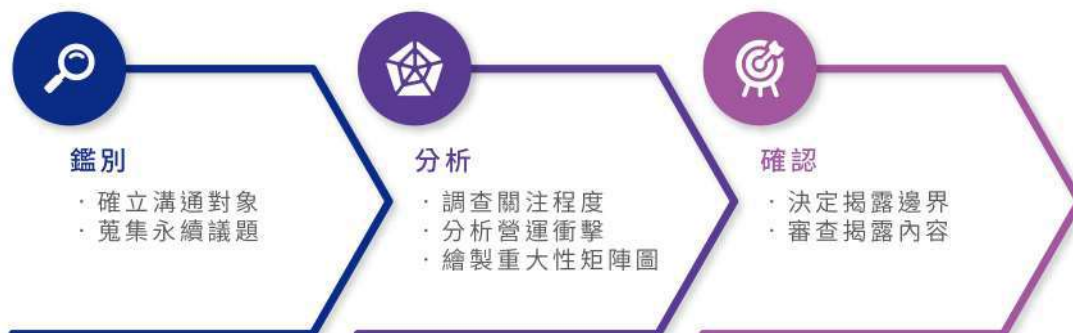 鑑別
· 確立溝通對象
· 蒐集永續議題
分析
· 調查關注程度
· 分析營運衝擊
· 繪製重大性矩陣圖
確認
· 決定揭露邊界
· 審查揭露內容